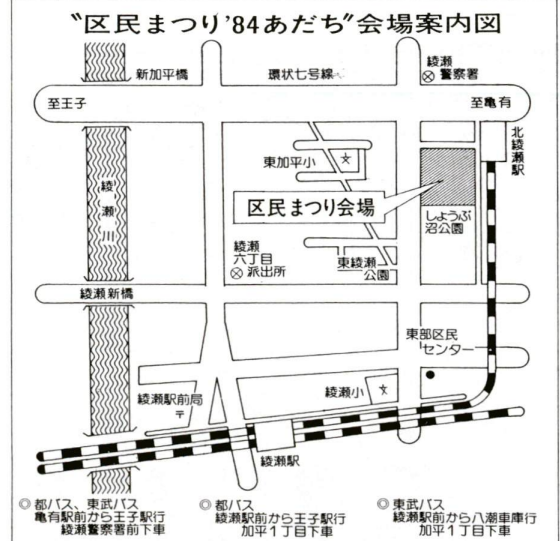 “区民まつり'84あだち”会場案内図
新加平橋
環状七号線
綾瀬
警察署
至王子
至亀有
北綾瀬駅
東加平小
文
綾瀬川
区民まつり会場
しょうぶ
沼公園
綾瀬
六丁目
派出所
東綾瀬
公園
綾瀬新橋
東部区民
センター
綾瀬駅前局
〒
綾瀬小
文
綾瀬駅
◎都バス、東武バス
亀有駅前から王子駅行
綾瀬警察署前下車
◎都バス
綾瀬駅前から王子駅行
加平1丁目下車
◎東武バス
綾瀬駅前から八潮車庫行
加平1丁目下車